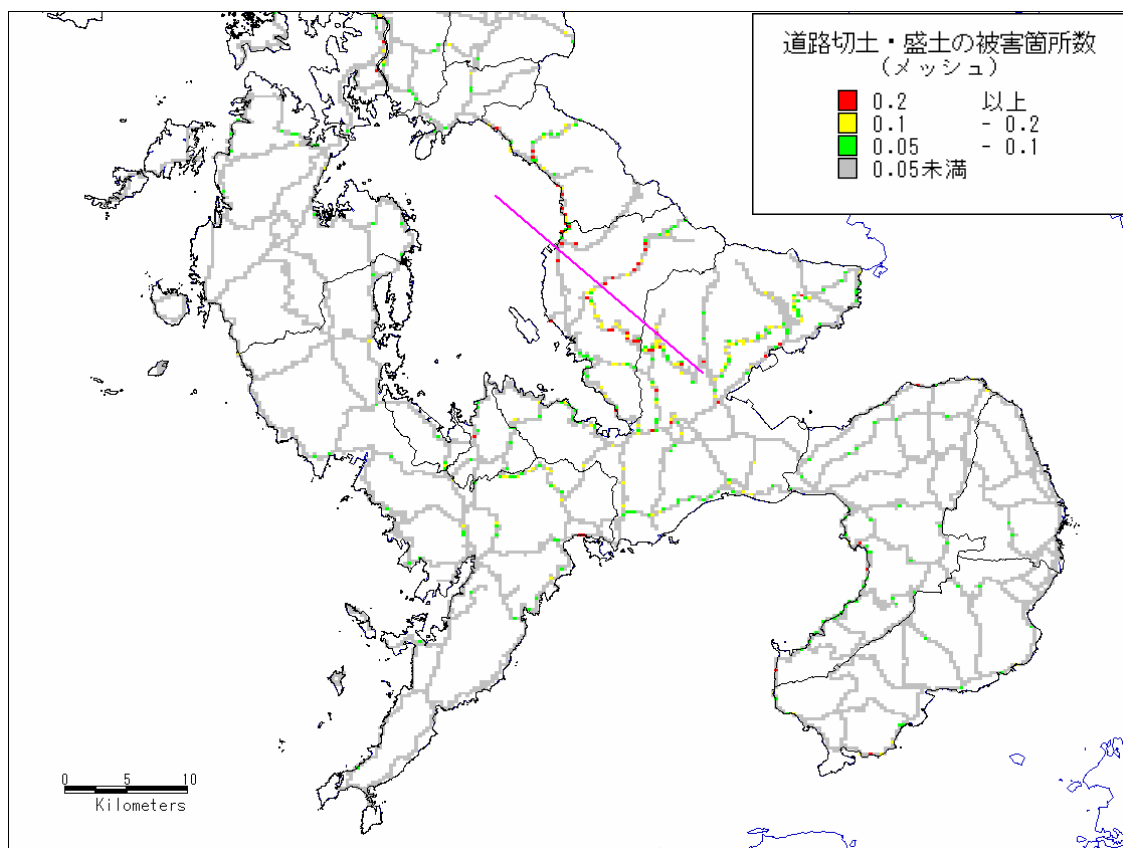 道路切土・盛土の被害箇所数
（メッシュ）
0.2 以上
0.1 - 0.2
0.05 - 0.1
0.05未満
0 5 10
Kilometers